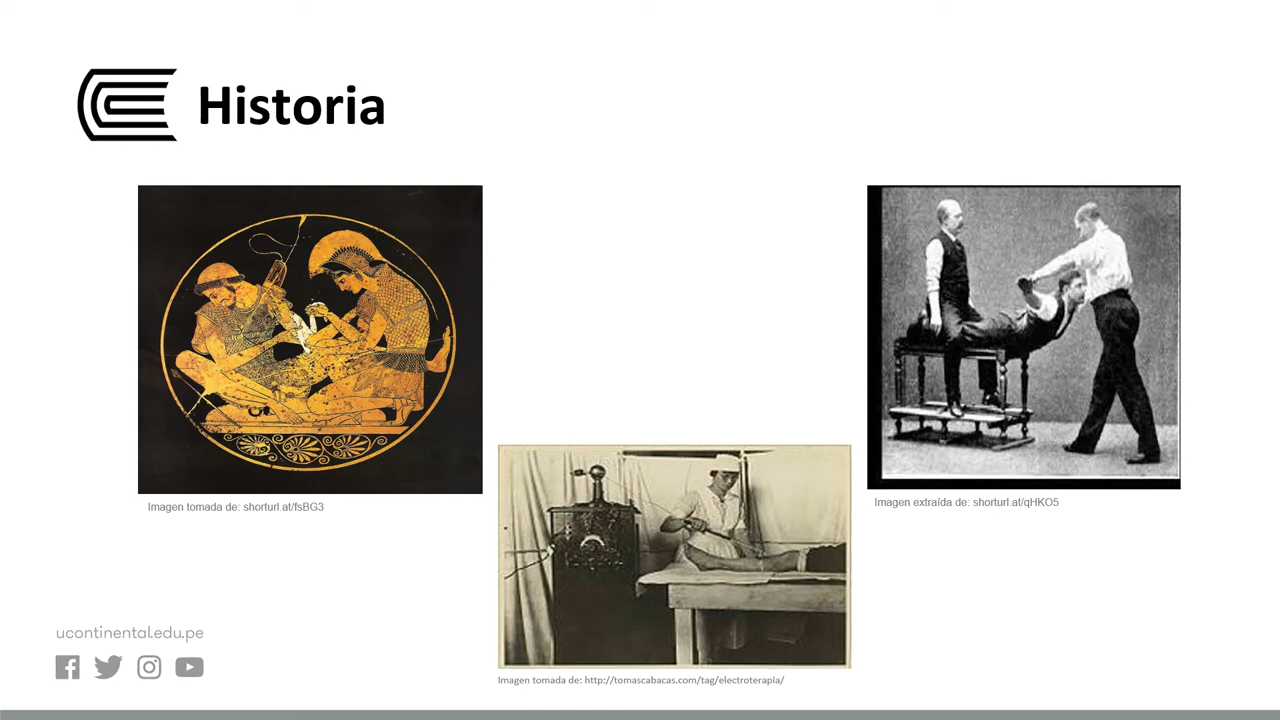 Historia
Imagen tomada de: shorturl.at/fsBG3
Imagen extraída de: shorturl.at/qHKO5
Imagen tomada de: http://tomascabacas.com/tag/electroterapia/
ucontinental.edu.pe